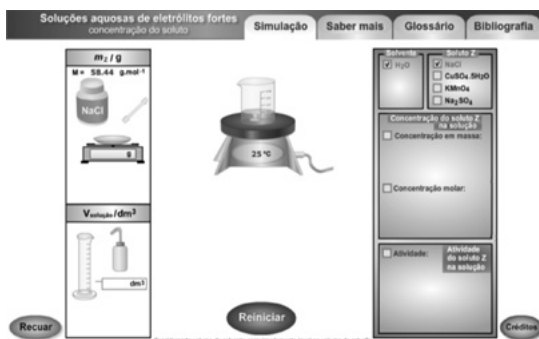 Soluções aquosas de eletrólitos fortes
concentração do soluto
Simulação
Saber mais
Glossário
Bibliografia
m z / g
M = 58.44 g.mol⁻¹
NaCl
g
V solução /dm³
dm³
25 ºC
Solvente
H₂O
Soluto Z
NaCl
CuSO₄.5H₂O
KMnO₄
Na₂SO₄
Concentração do soluto Z
na solução
Concentração em massa:
Concentração molar:
Atividade:
Atividade
do soluto Z
na solução
Recuar
Reiniciar
Créditos